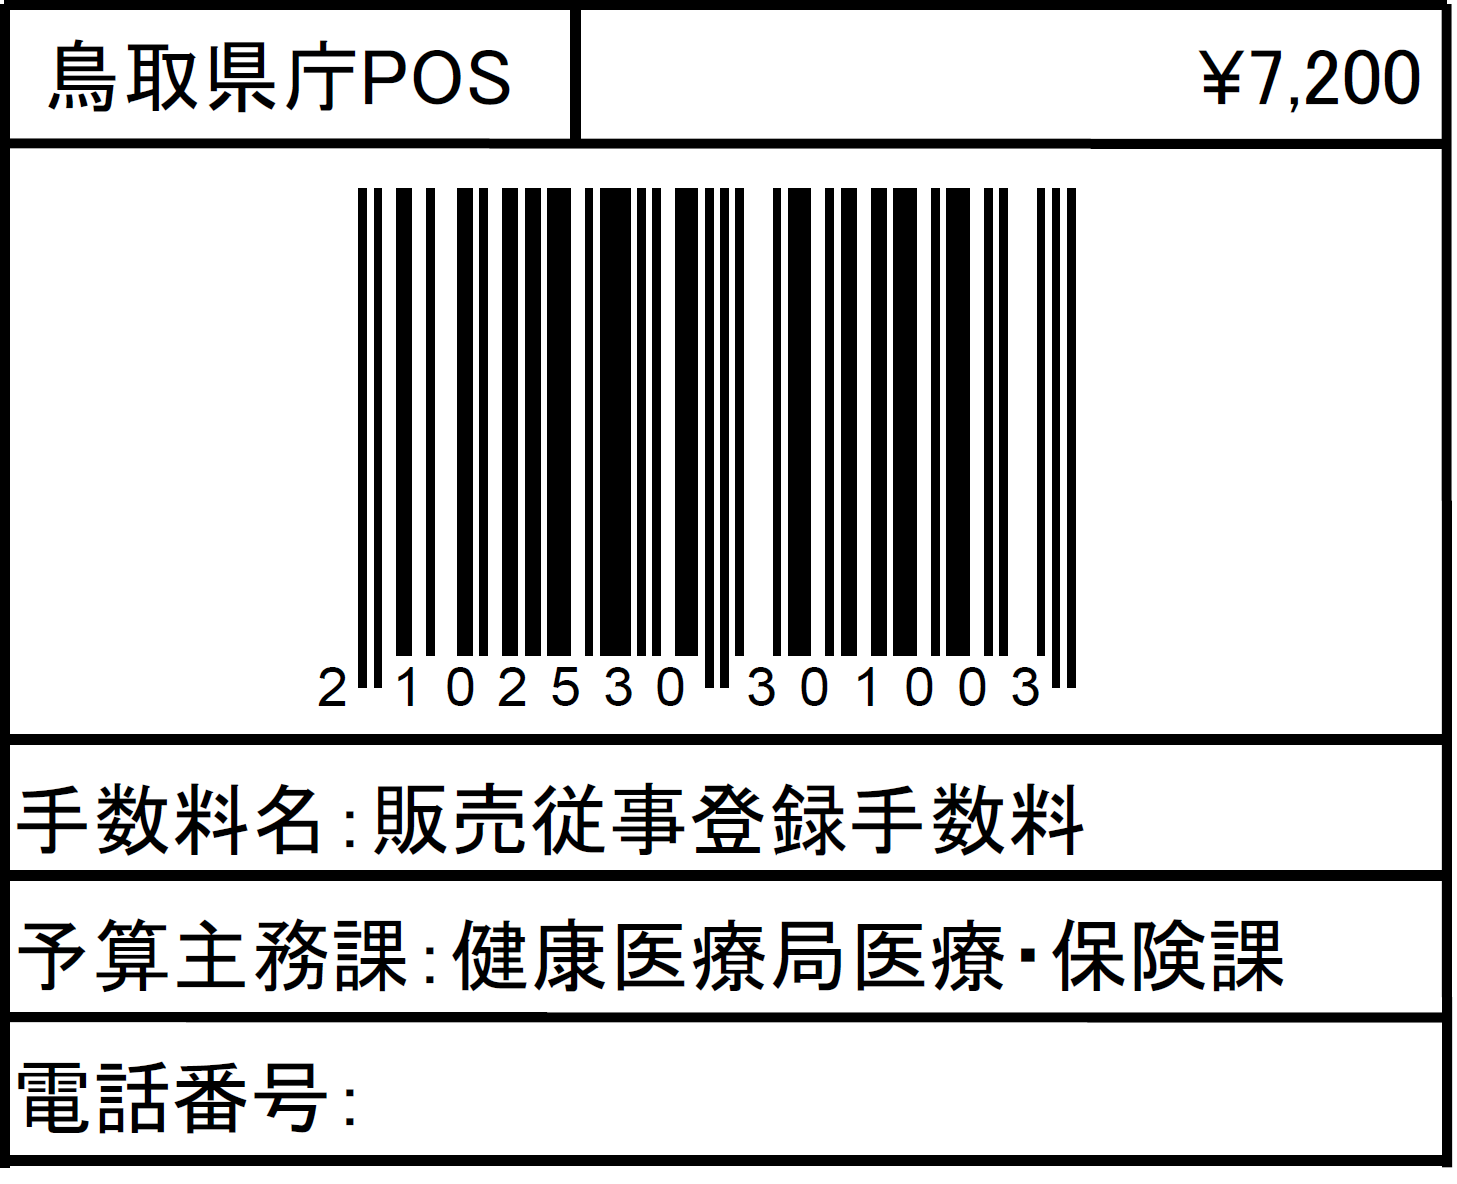 鳥取県庁POS
¥7,200
2 102530 301003
手数料名：販売従事登録手数料
予算主務課：健康医療局医療・保険課
電話番号：